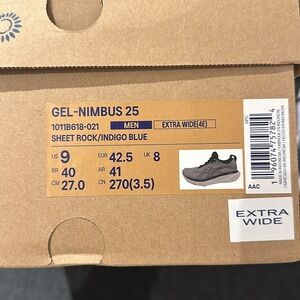 GEL-NIMBUS 25
1011B618-021 MEN EXTRA WIDE(4E)
SHEET ROCK/INDIGO BLUE
US 9 EUR 42.5 UK 8
BR 40 AR 41
CM 27.0 CN 270(3.5)
AAC
EXTRA
WIDE